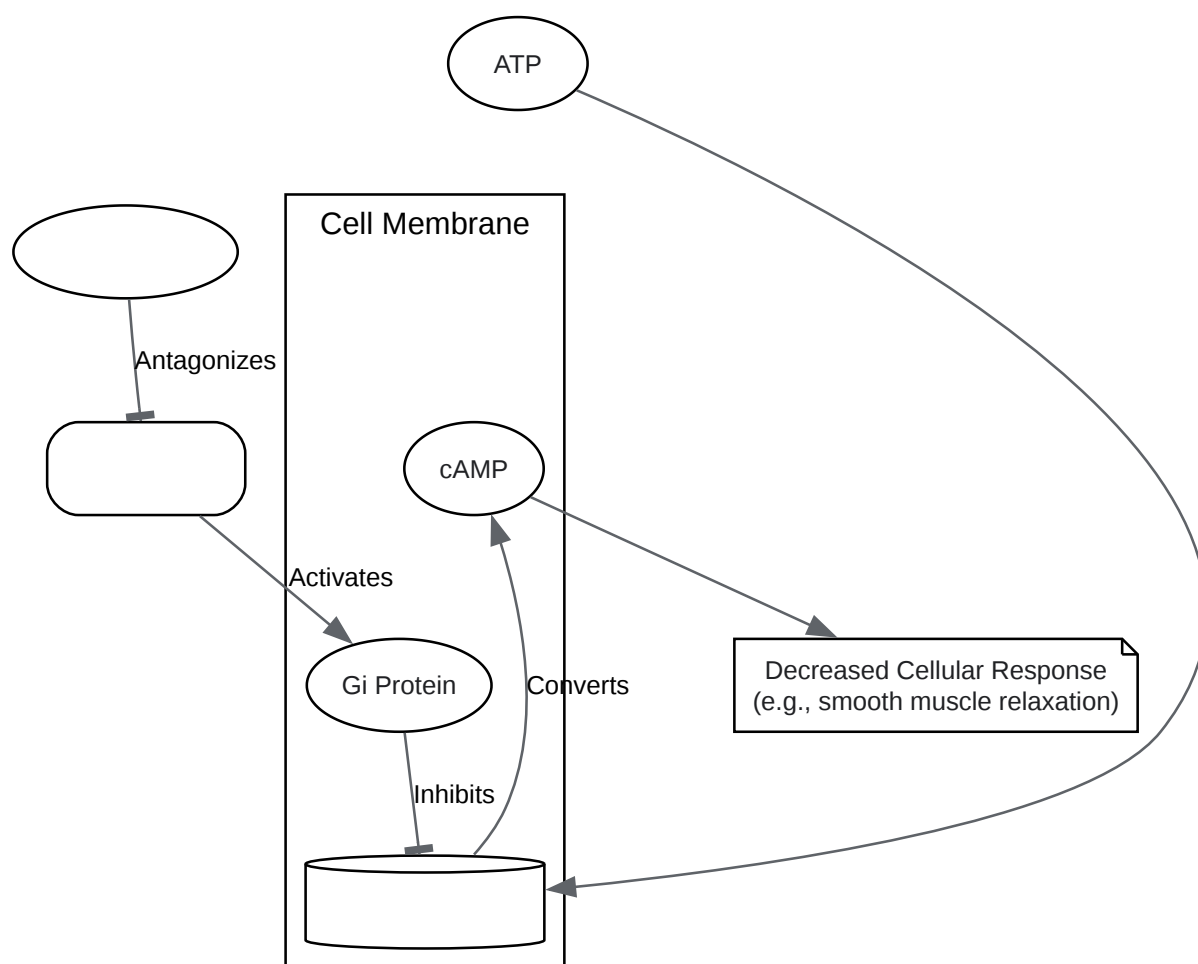 ATP
Cell Membrane
Antagonizes
cAMP
Activates
Gi Protein
Converts
Decreased Cellular Response
(e.g., smooth muscle relaxation)
Inhibits